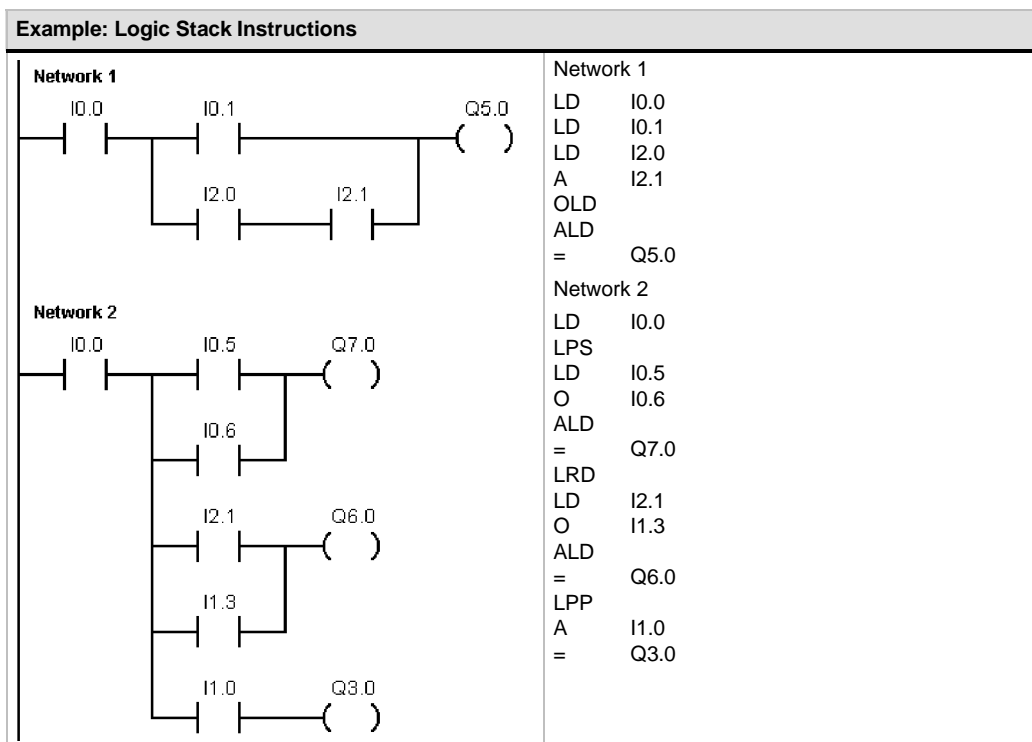 Example: Logic Stack Instructions
Network 1
I0.0 I0.1 Q5.0
I2.0 I2.1
Network 2
I0.0 I0.5 Q7.0
I0.6
I2.1 Q6.0
I1.3
I1.0 Q3.0
Network 1
LD I0.0
LD I0.1
LD I2.0
A I2.1
OLD
ALD
= Q5.0
Network 2
LD I0.0
LPS
LD I0.5
O I0.6
ALD
= Q7.0
LRD
LD I2.1
O I1.3
ALD
= Q6.0
LPP
A I1.0
= Q3.0